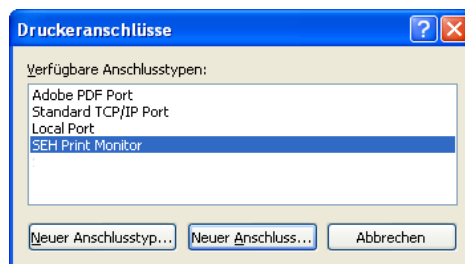 Druckeranschlüsse
Verfügbare Anschlusstypen:
Adobe PDF Port
Standard TCP/IP Port
Local Port
SEH Print Monitor
Neuer Anschlusstyp... Neuer Anschluss... Abbrechen